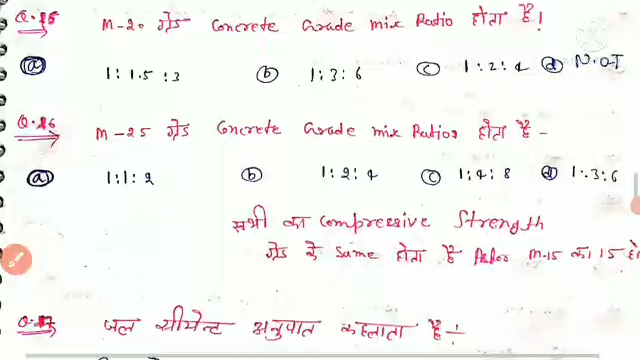 Q.25 M-20 ग्रेड Concrete Grade mix Ratio होता है!
(a) 1:1.5:3 (b) 1:3:6 (c) 1:2:4 (d) N.O.T
Q.26 M-25 ग्रेड Concrete Grade mix Ratios होता है -
(a) 1:1:2 (b) 1:2:4 (c) 1:4:8 (d) 1:3:6
सभी का Compressive Strength
ग्रेड के Same होता है M-15 का 15
Q.27 जल सीमेन्ट अनुपात कहलाता है -